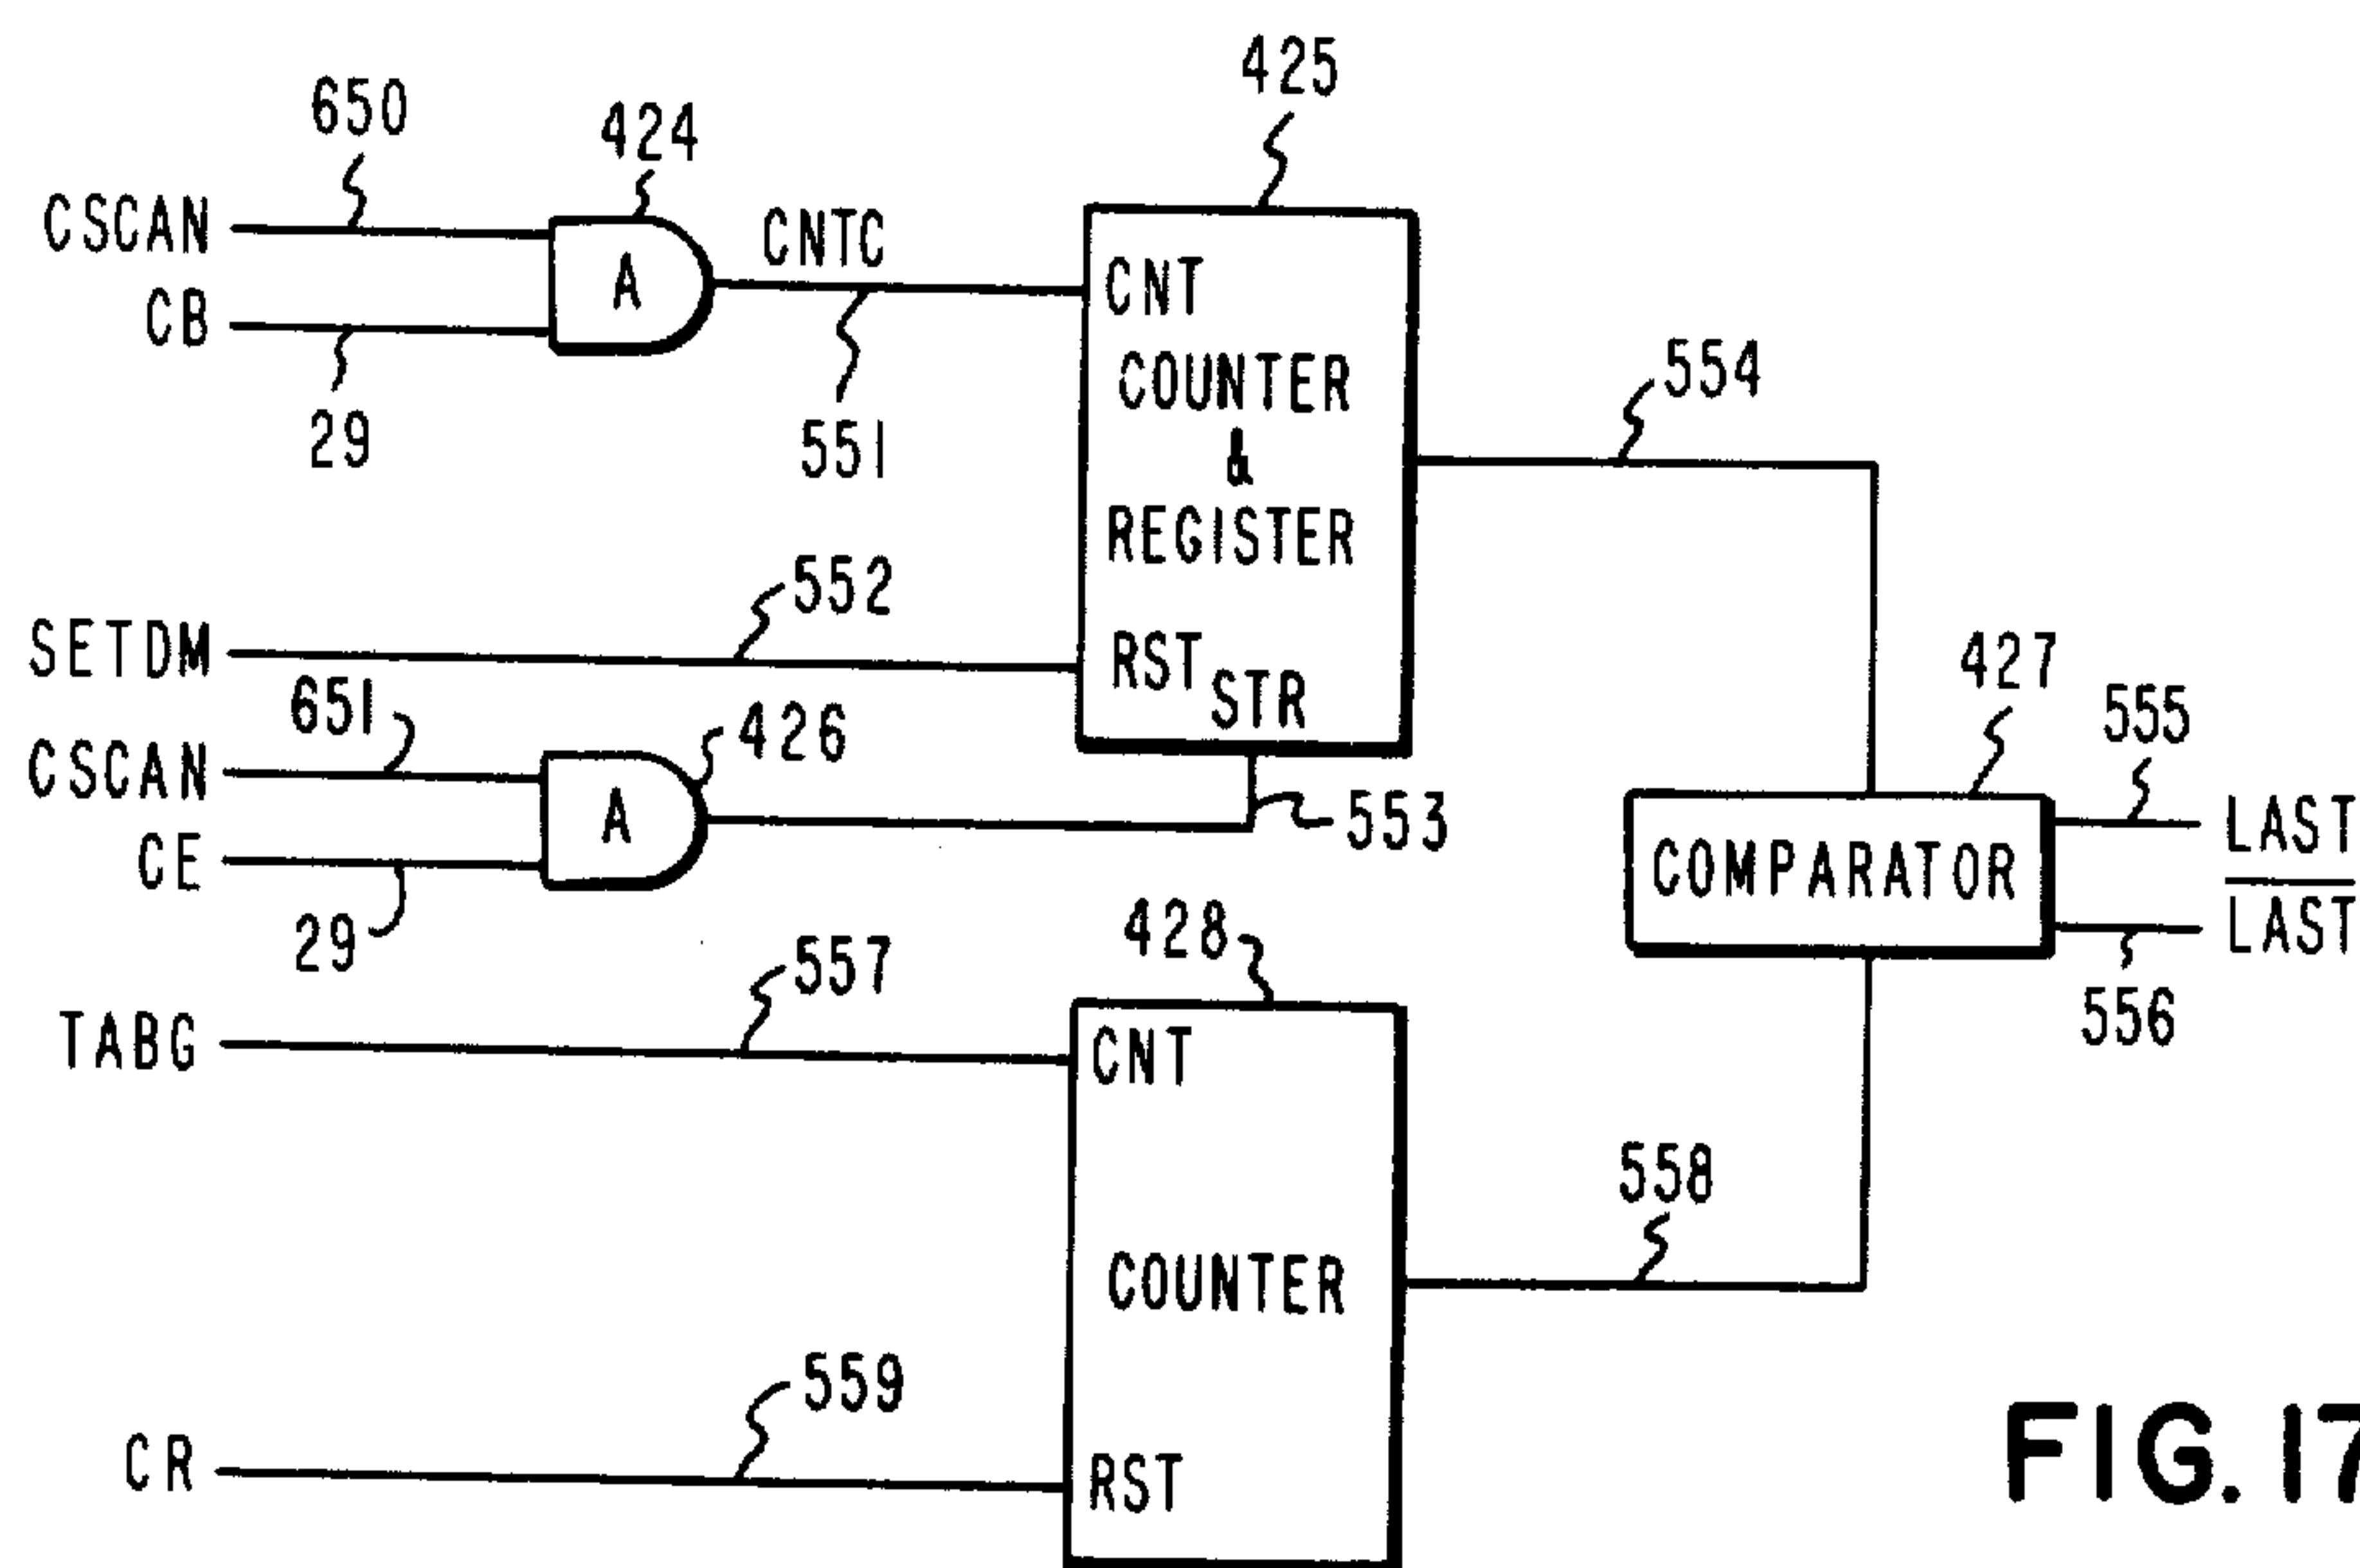 425
650
424
CSCAN
CNTC
A
CNT
CB
COUNTER
&
REGISTER
554
29
551
552
SETDM
RST
STR
427
651
426
555
CSCAN
A
553
LAST
CE
COMPARATOR
29
428
LAST
557
556
TABG
CNT
558
COUNTER
559
CR
RST
FIG. 17